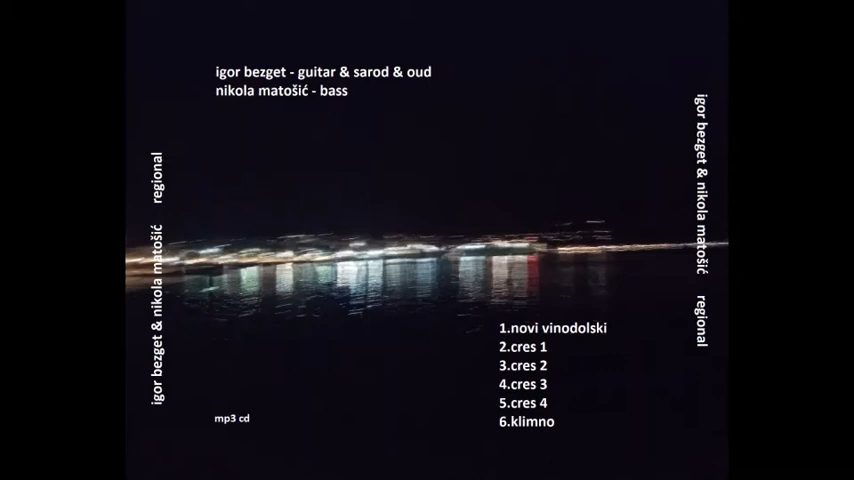 igor bezget - guitar & sarod & oud
nikola matošić - bass
igor bezget & nikola matošić regional
igor bezget & nikola matošić regional
1.novi vinodolski
2.cres 1
3.cres 2
4.cres 3
5.cres 4
6.klimno
mp3 cd